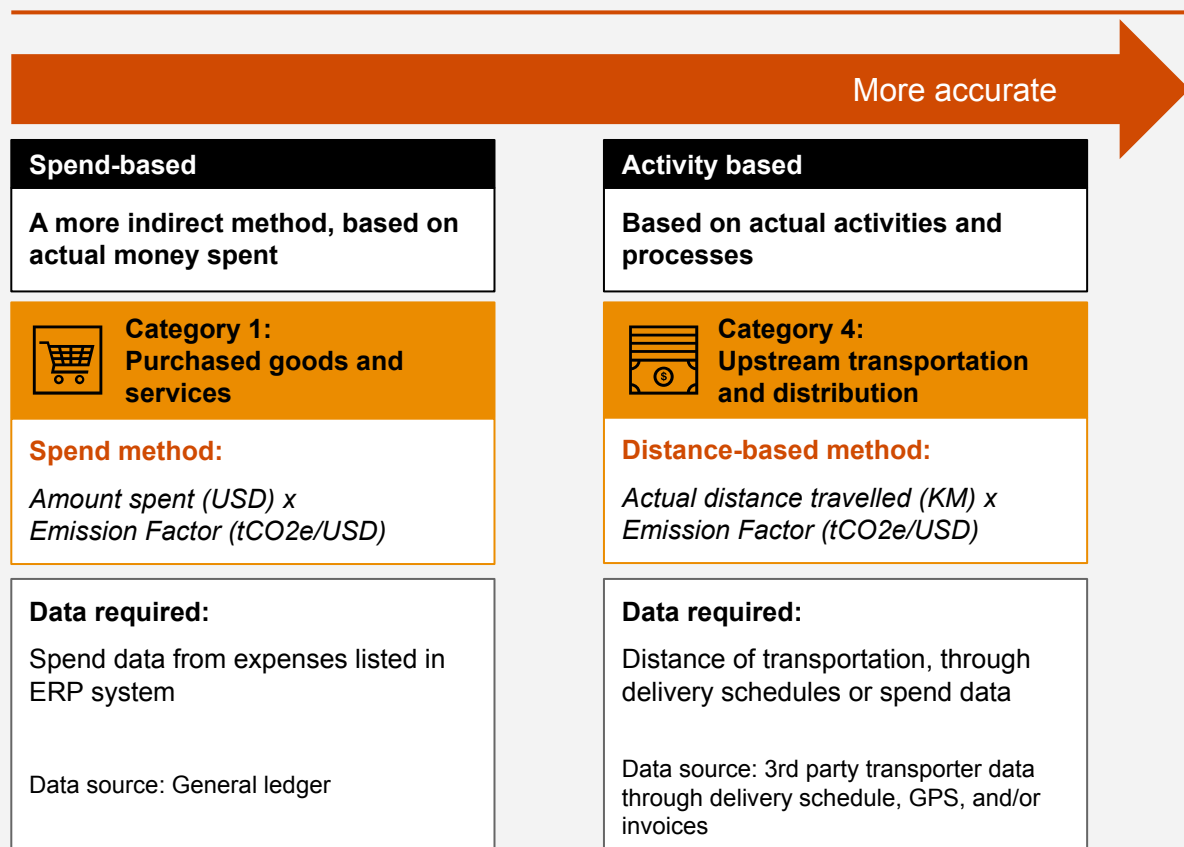 More accurate
Spend-based
A more indirect method, based on
actual money spent
Category 1:
Purchased goods and
services
Spend method:
Amount spent (USD) x
Emission Factor (tCO2e/USD)
Data required:
Spend data from expenses listed in
ERP system
Data source: General ledger
Activity based
Based on actual activities and
processes
$
Category 4:
Upstream transportation
and distribution
Distance-based method:
Actual distance travelled (KM) x
Emission Factor (tCO2e/USD)
Data required:
Distance of transportation, through
delivery schedules or spend data
Data source: 3rd party transporter data
through delivery schedule, GPS, and/or
invoices